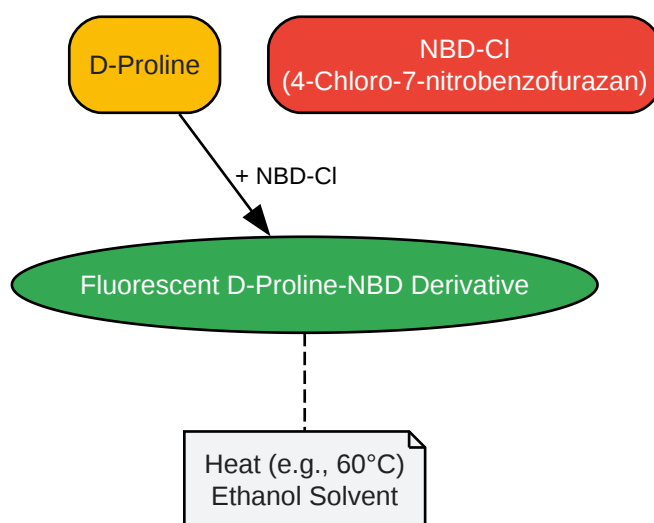 D-Proline
NBD-Cl
(4-Chloro-7-nitrobenzofurazan)
+ NBD-Cl
Fluorescent D-Proline-NBD Derivative
Heat (e.g., 60°C)
Ethanol Solvent